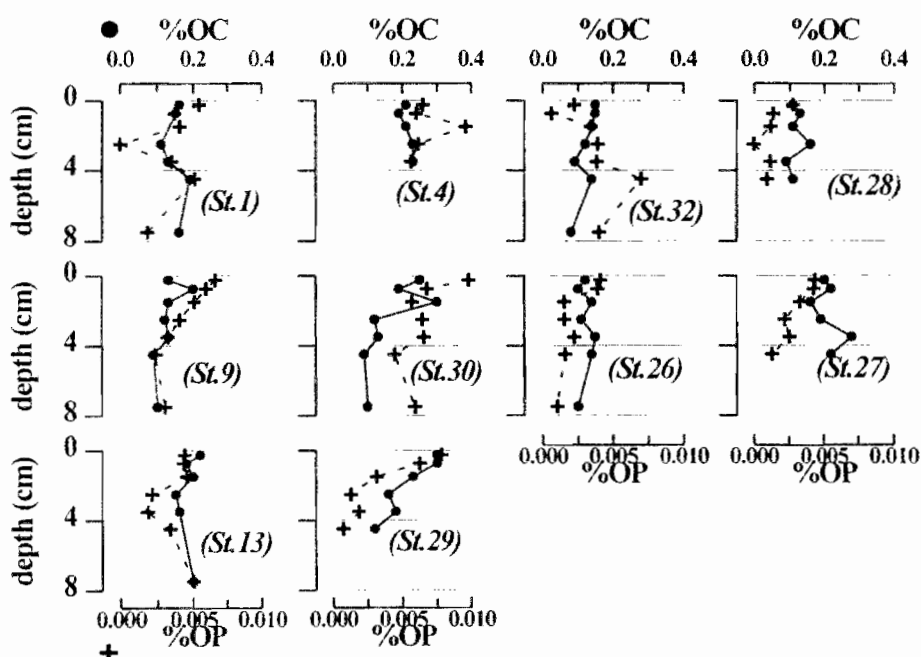 %OC %OC %OC %OC
0.0 0.2 0.4 0.0 0.2 0.4 0.0 0.2 0.4 0.0 0.2 0.4
depth (cm)
0
4
8
(St.1) (St.4) (St.32) (St.28)
depth (cm)
0
4
8
(St.9) (St.30) (St.26) (St.27)
0.000 0.005 0.010 0.000 0.005 0.010
%OP %OP
depth (cm)
0
4
8
(St.13) (St.29)
0.000 0.005 0.010 0.000 0.005 0.010
%OP %OP